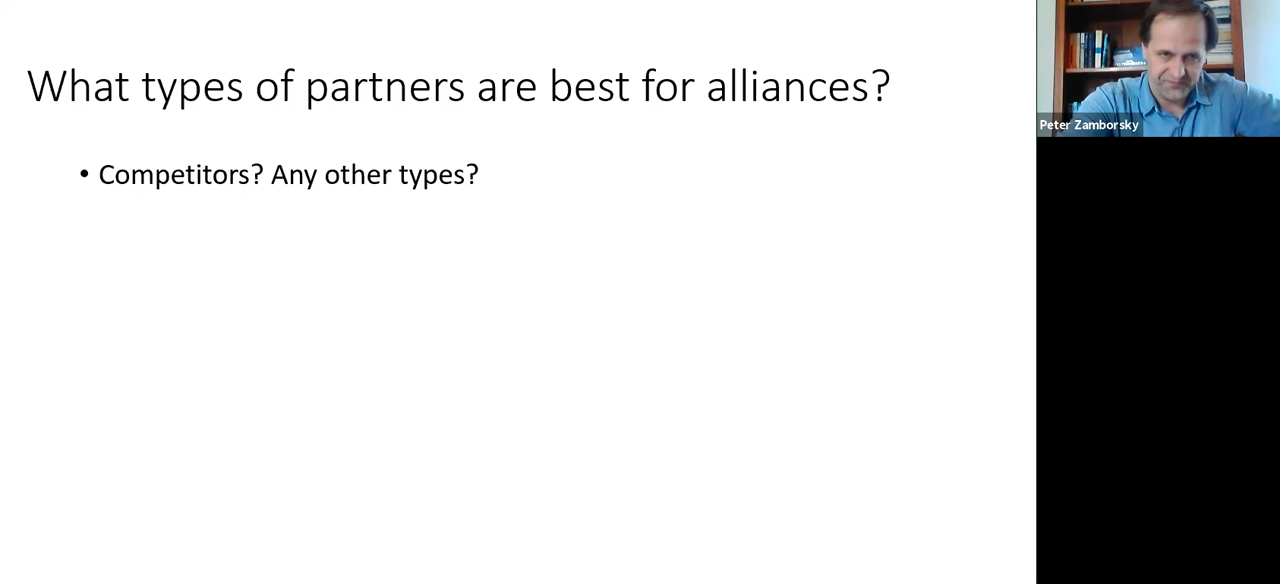 What types of partners are best for alliances?
• Competitors? Any other types?
Peter Zamborsky